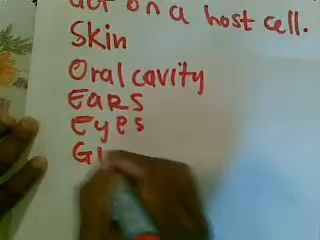 act on a host cell.
Skin
Oral cavity
EARS
Eyes